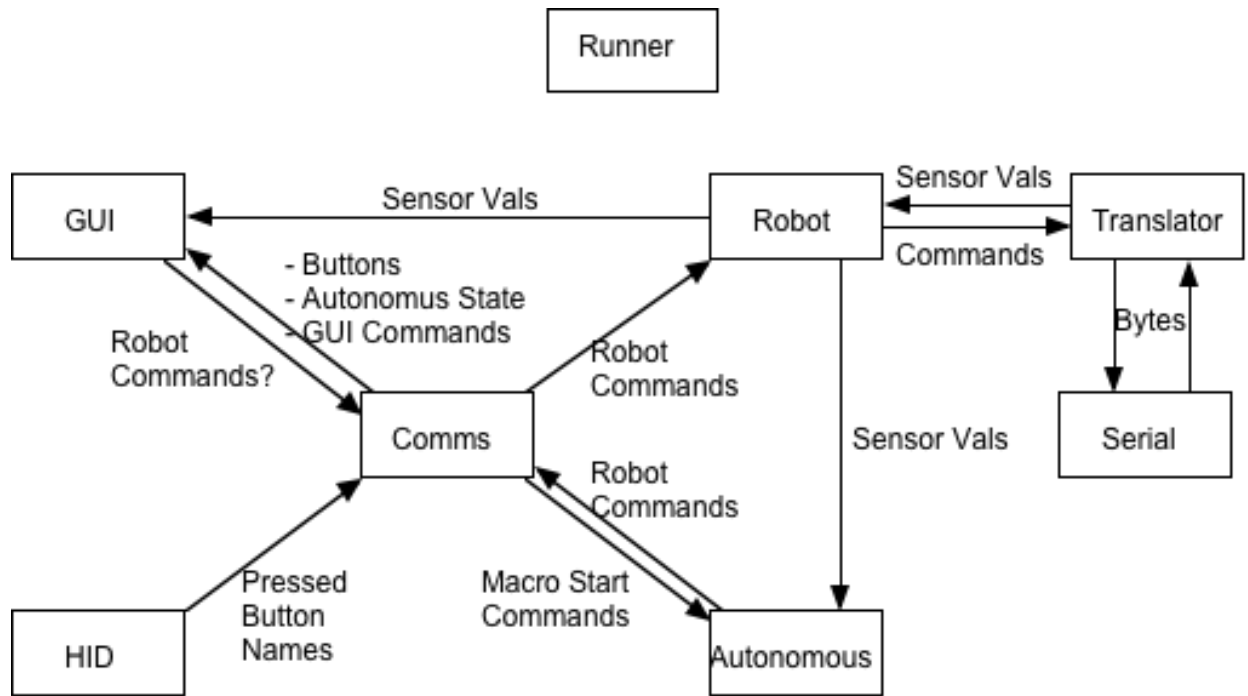 Runner
GUI
Sensor Vals
Robot
Sensor Vals
Commands
Translator
- Buttons
- Autonomus State
- GUI Commands
Robot
Commands?
Robot
Commands
Bytes
Comms
Sensor Vals
Serial
Robot
Commands
Pressed
Button
Names
Macro Start
Commands
HID
Autonomous